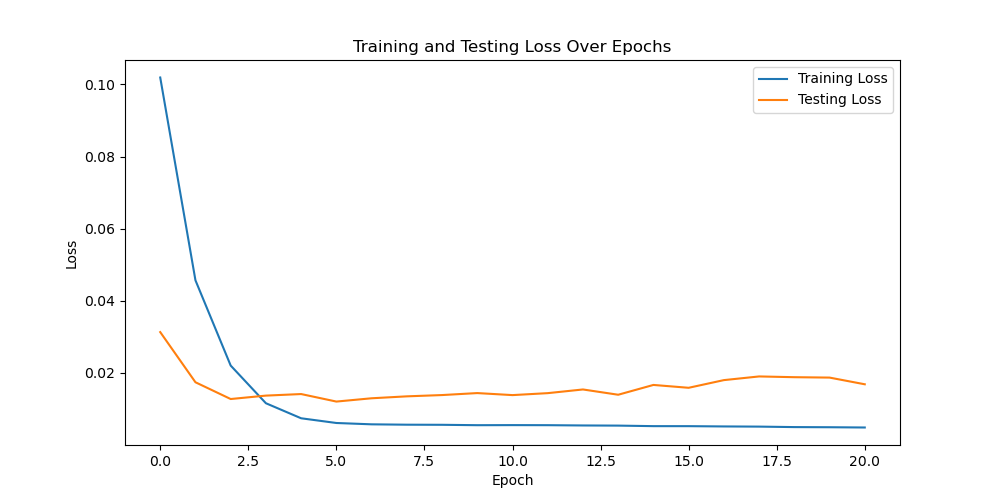 Training and Testing Loss Over Epochs
Training Loss
Testing Loss
0.10
0.08
0.06
0.04
0.02
Loss
0.0 2.5 5.0 7.5 10.0 12.5 15.0 17.5 20.0
Epoch